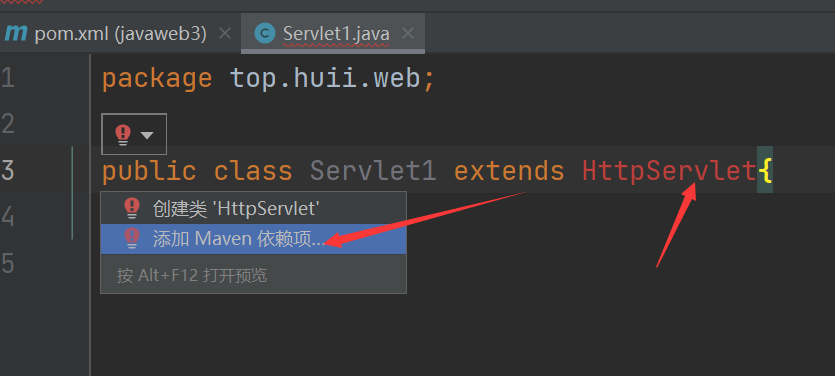 m pom.xml (javaweb3) × C Servlet1.java ×
1 package top.huii.web;
2
3 public class Servlet1 extends HttpServlet{
创建类 'HttpServlet'
4 添加 Maven 依赖项...
5 按 Alt+F12 打开预览